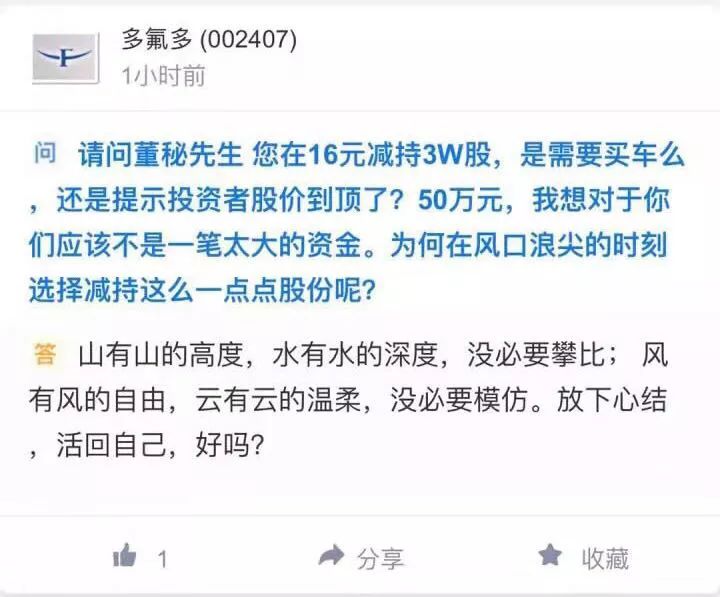 多氟多 (002407)
1小时前
问 请问董秘先生 您在16元减持3W股，是需要买车么
，还是提示投资者股价到顶了？50万元，我想对于你
们应该不是一笔太大的资金。为何在风口浪尖的时刻
选择减持这么一点点股份呢？
答 山有山的高度，水有水的深度，没必要攀比； 风
有风的自由，云有云的温柔，没必要模仿。放下心结
，活回自己，好吗？
1 分享 收藏